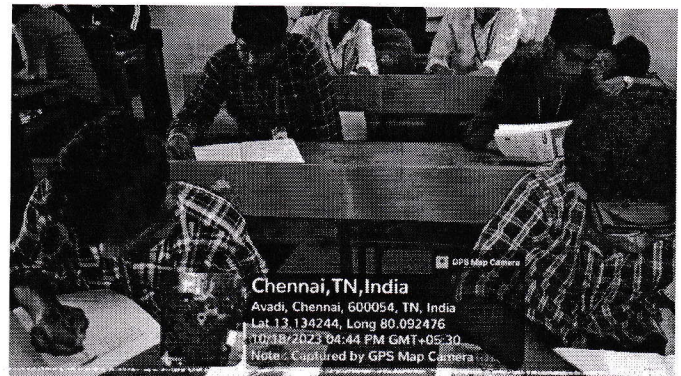 GPS Map Camera
Chennai,TN,India
Avadi, Chennai, 600054, TN, India
Lat 13.134244, Long 80.092476
10/18/2023 04:44 PM GMT+05:30
Note : Captured by GPS Map Camera